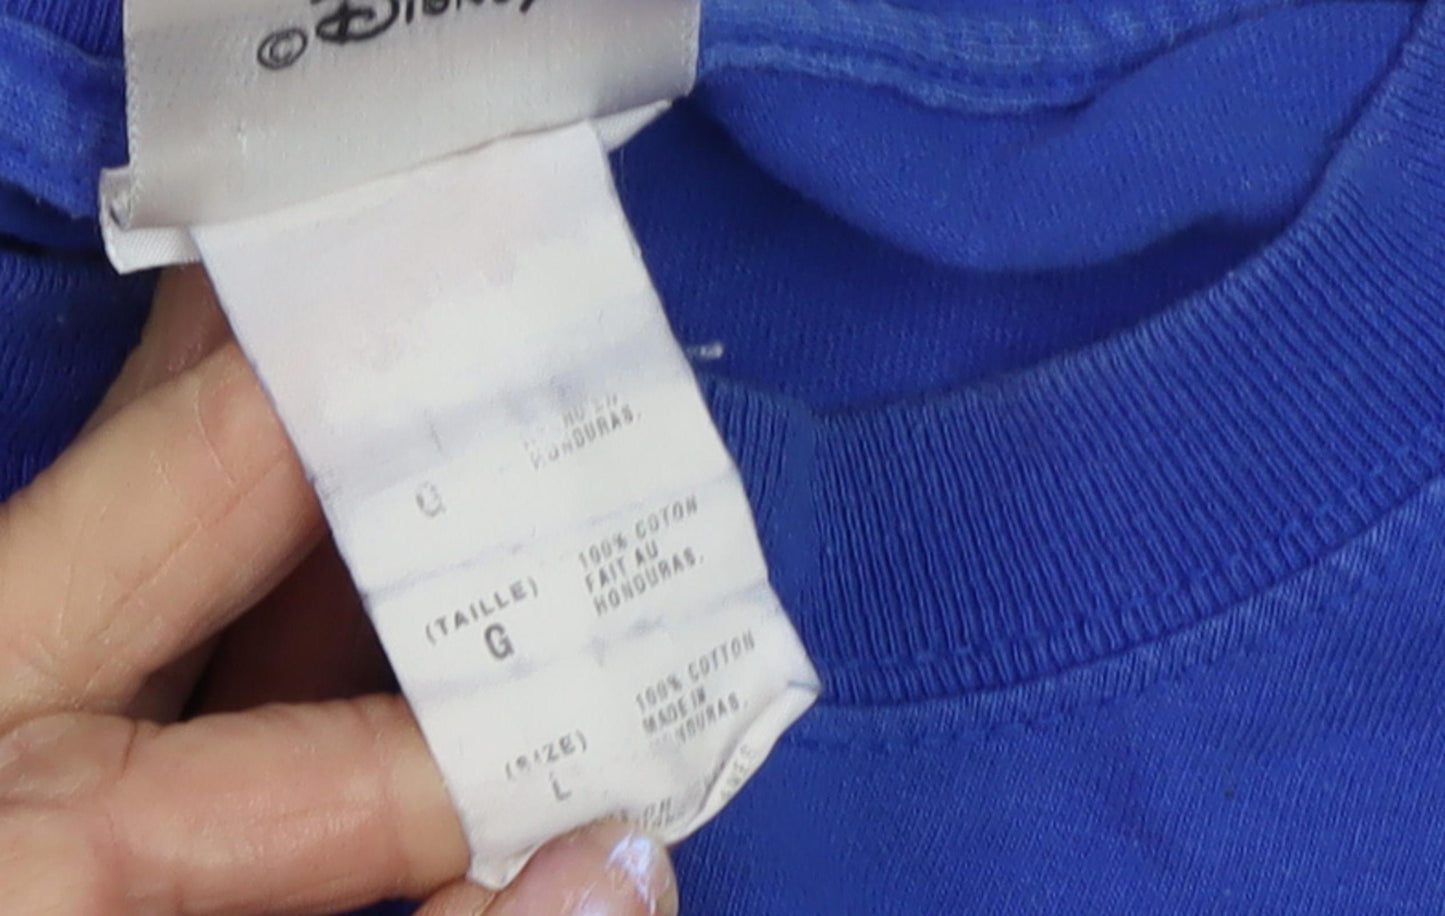 © Disney
HONDURAS.
G
100% COTON
FAIT AU
HONDURAS.
(TAILLE)
G
100% COTTON
MADE IN
HONDURAS.
(SIZE)
L